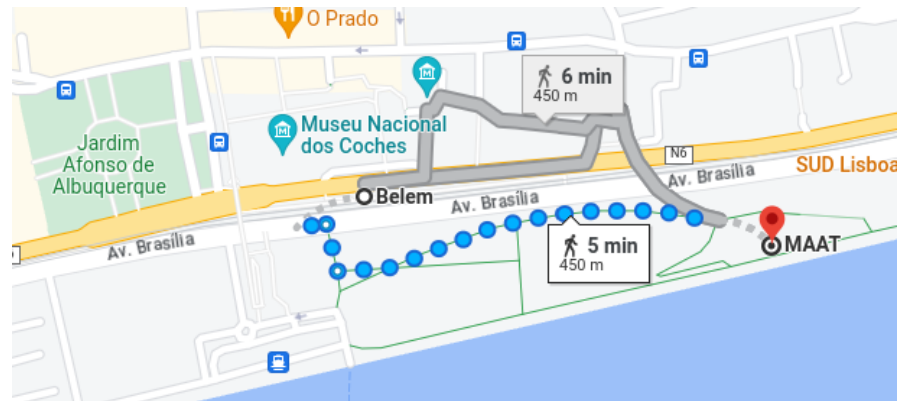 O Prado
6 min
450 m
Museu Nacional
dos Coches
Jardim
Afonso de
Albuquerque
N6
SUD Lisboa
Av. Brasília
Belem
Av. Brasília
Av. Brasília
5 min
450 m
MAAT